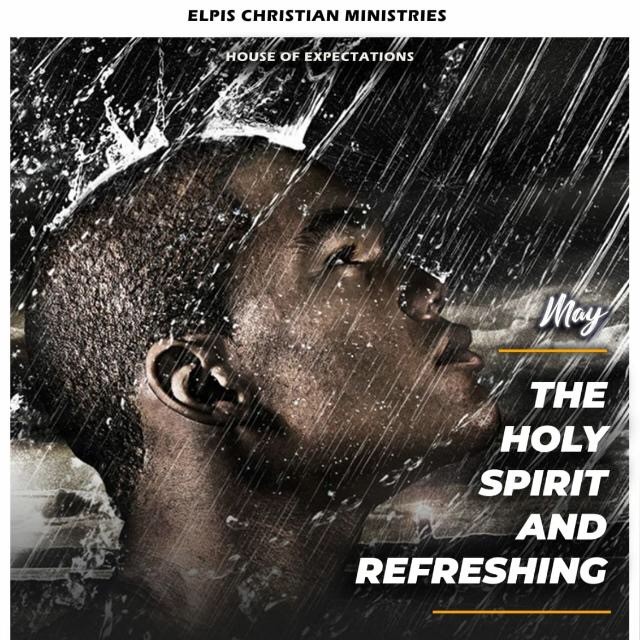 ELPIS CHRISTIAN MINISTRIES
HOUSE OF EXPECTATIONS
May
THE
HOLY
SPIRIT
AND
REFRESHING